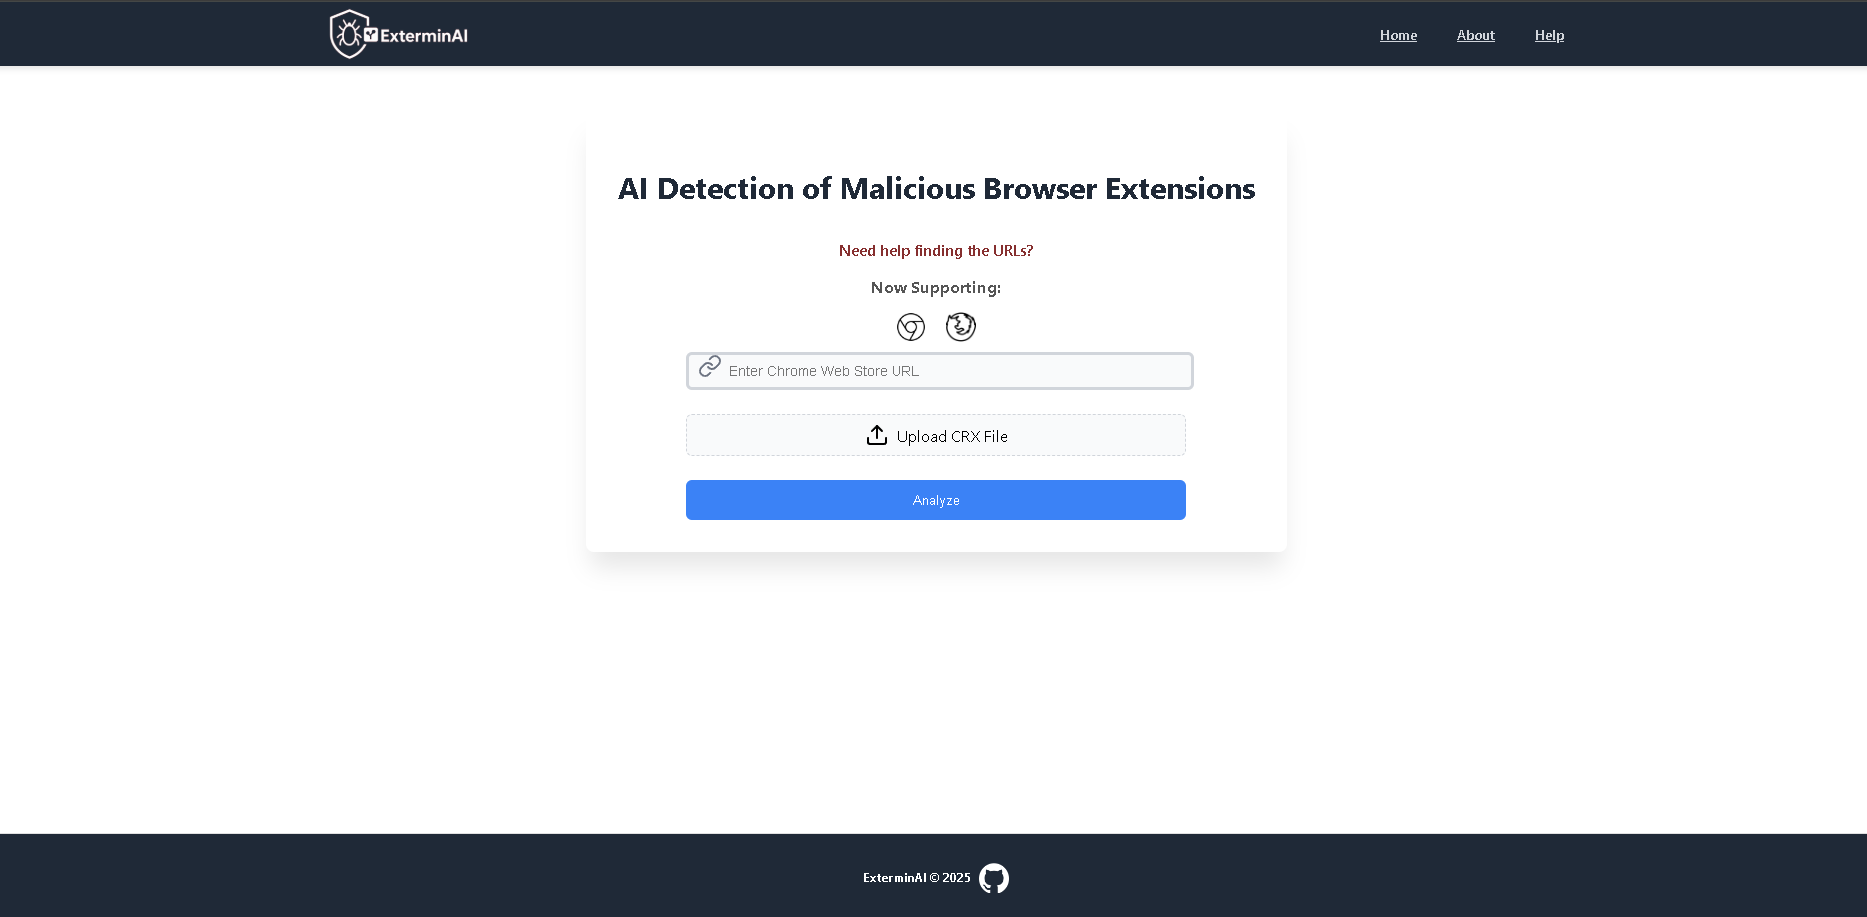 ExterminAI
Home About Help
AI Detection of Malicious Browser Extensions
Need help finding the URLs?
Now Supporting:
Enter Chrome Web Store URL
Upload CRX File
Analyze
ExterminAI © 2025